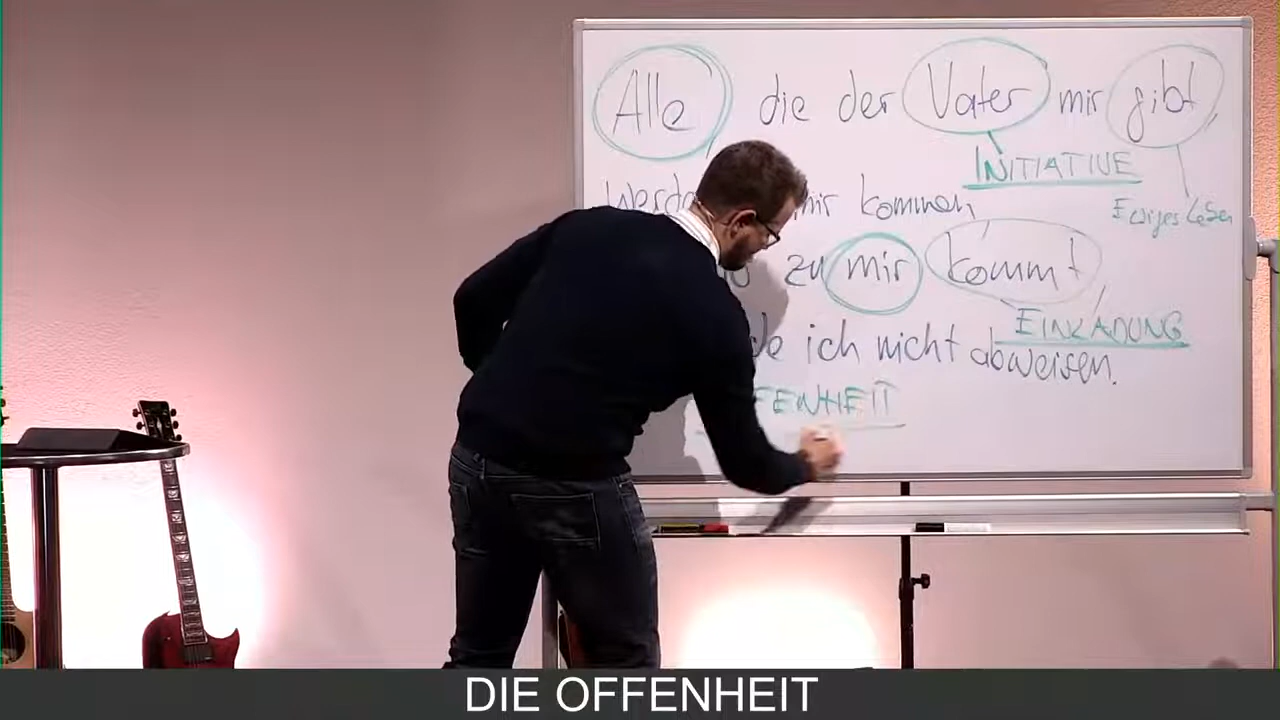 Alle die der Vater mir gibt,
INITIATIVE
mir kommen,
Ewiges Leben
zu mir kommt
EINLADUNG
ich nicht abweisen.
FENHEIT
DIE OFFENHEIT